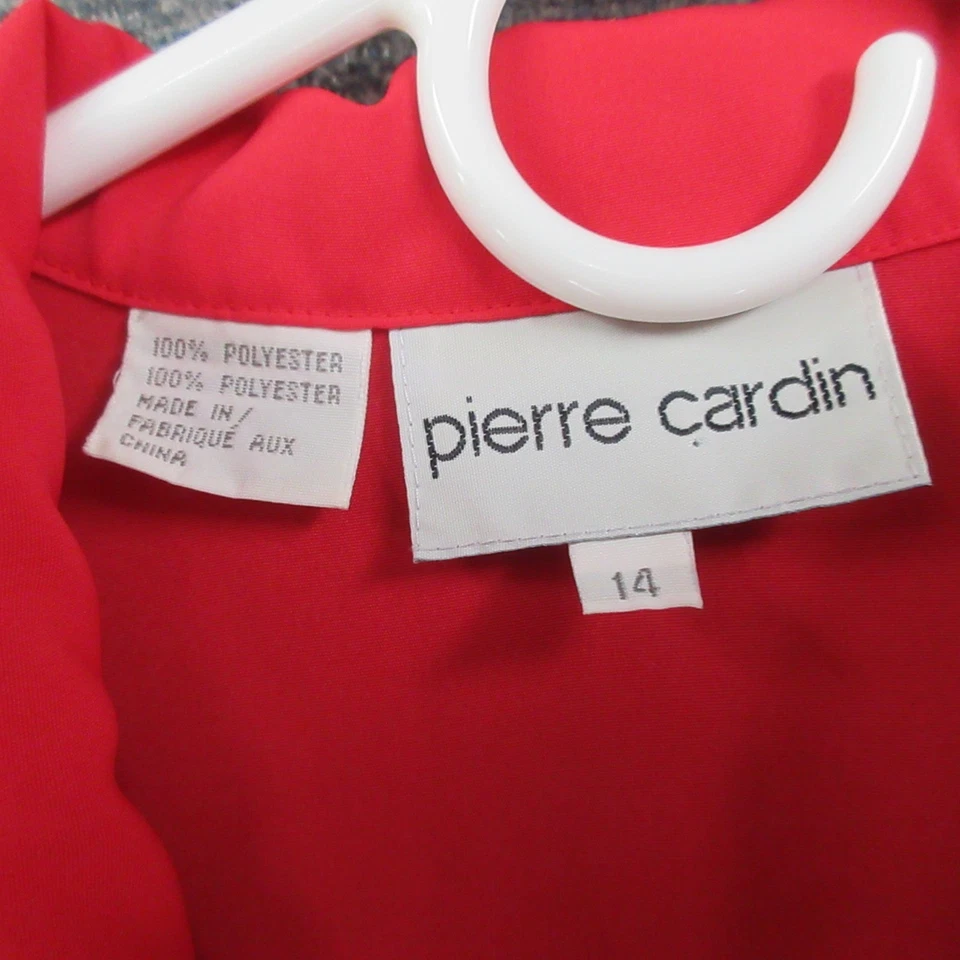 100% POLYESTER
100% POLYESTER
MADE IN/
FABRIQUÉ AUX
CHINA
pierre cardin
14